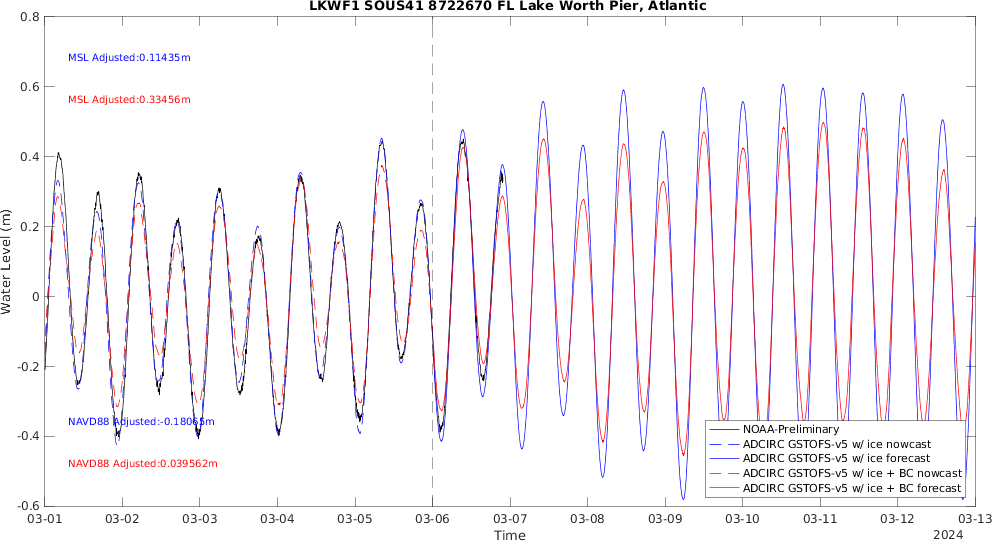 LKWF1 SOUS41 8722670 FL Lake Worth Pier, Atlantic
0.8
0.6
0.4
0.2
0
-0.2
-0.4
-0.6
Water Level (m)
MSL Adjusted:0.11435m
MSL Adjusted:0.33456m
NAVD88 Adjusted:-0.18065m
NAVD88 Adjusted:0.039562m
NOAA-Preliminary
ADCIRC GSTOFS-v5 w/ ice nowcast
ADCIRC GSTOFS-v5 w/ ice forecast
ADCIRC GSTOFS-v5 w/ ice + BC nowcast
ADCIRC GSTOFS-v5 w/ ice + BC forecast
03-01 03-02 03-03 03-04 03-05 03-06 03-07 03-08 03-09 03-10 03-11 03-12 03-13
Time
2024